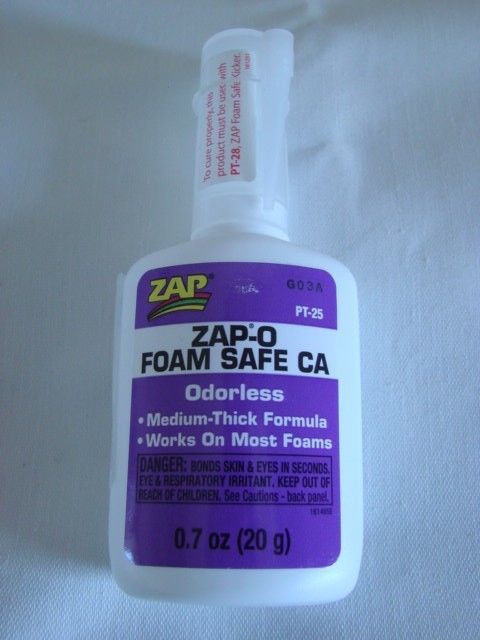 To cure properly, this
product must be used with
PT-28, ZAP Foam Safe Kicker.
ZAP®
G03A
PT-25
ZAP®-O
FOAM SAFE CA
Odorless
• Medium-Thick Formula
• Works On Most Foams
DANGER: BONDS SKIN & EYES IN SECONDS.
EYE & RESPIRATORY IRRITANT. KEEP OUT OF
REACH OF CHILDREN. See Cautions - back panel.
0.7 oz (20 g)